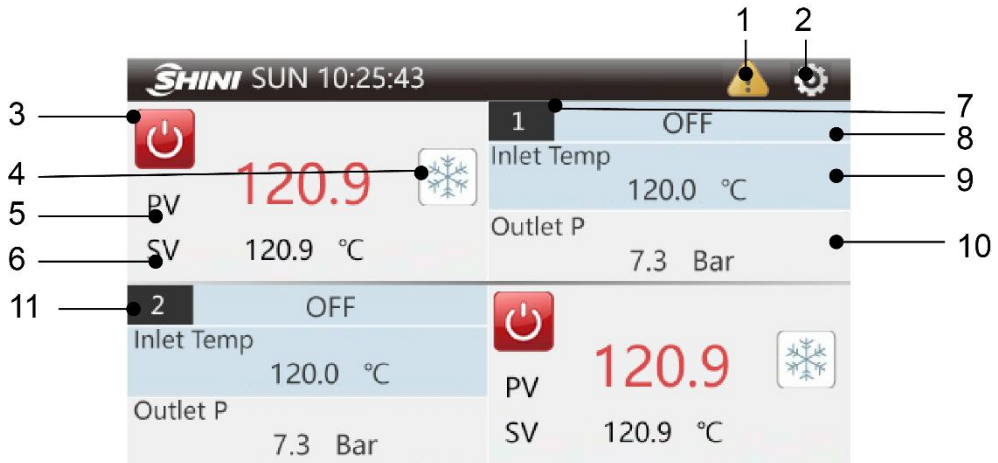 1 2
SHINI SUN 10:25:43
3
4
5
6
120.9
PV
SV 120.9 ℃
7
8
9
10
1 OFF
Inlet Temp
120.0 ℃
Outlet P
7.3 Bar
11
2 OFF
Inlet Temp
120.0 ℃
Outlet P
7.3 Bar
120.9
PV
SV 120.9 ℃